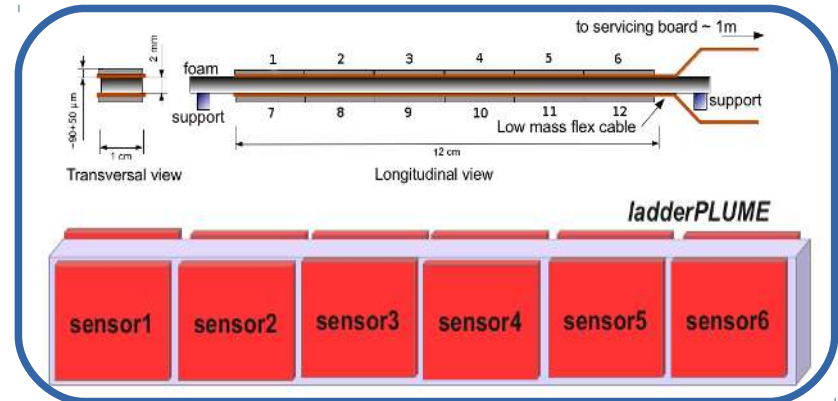 to servicing board ~ 1m
2 mm
foam
1 2 3 4 5 6
~90+50 µm
support
7 8 9 10 11 12
support
Low mass flex cable
1 cm
12 cm
Transversal view
Longitudinal view
ladderPLUME
sensor1 sensor2 sensor3 sensor4 sensor5 sensor6